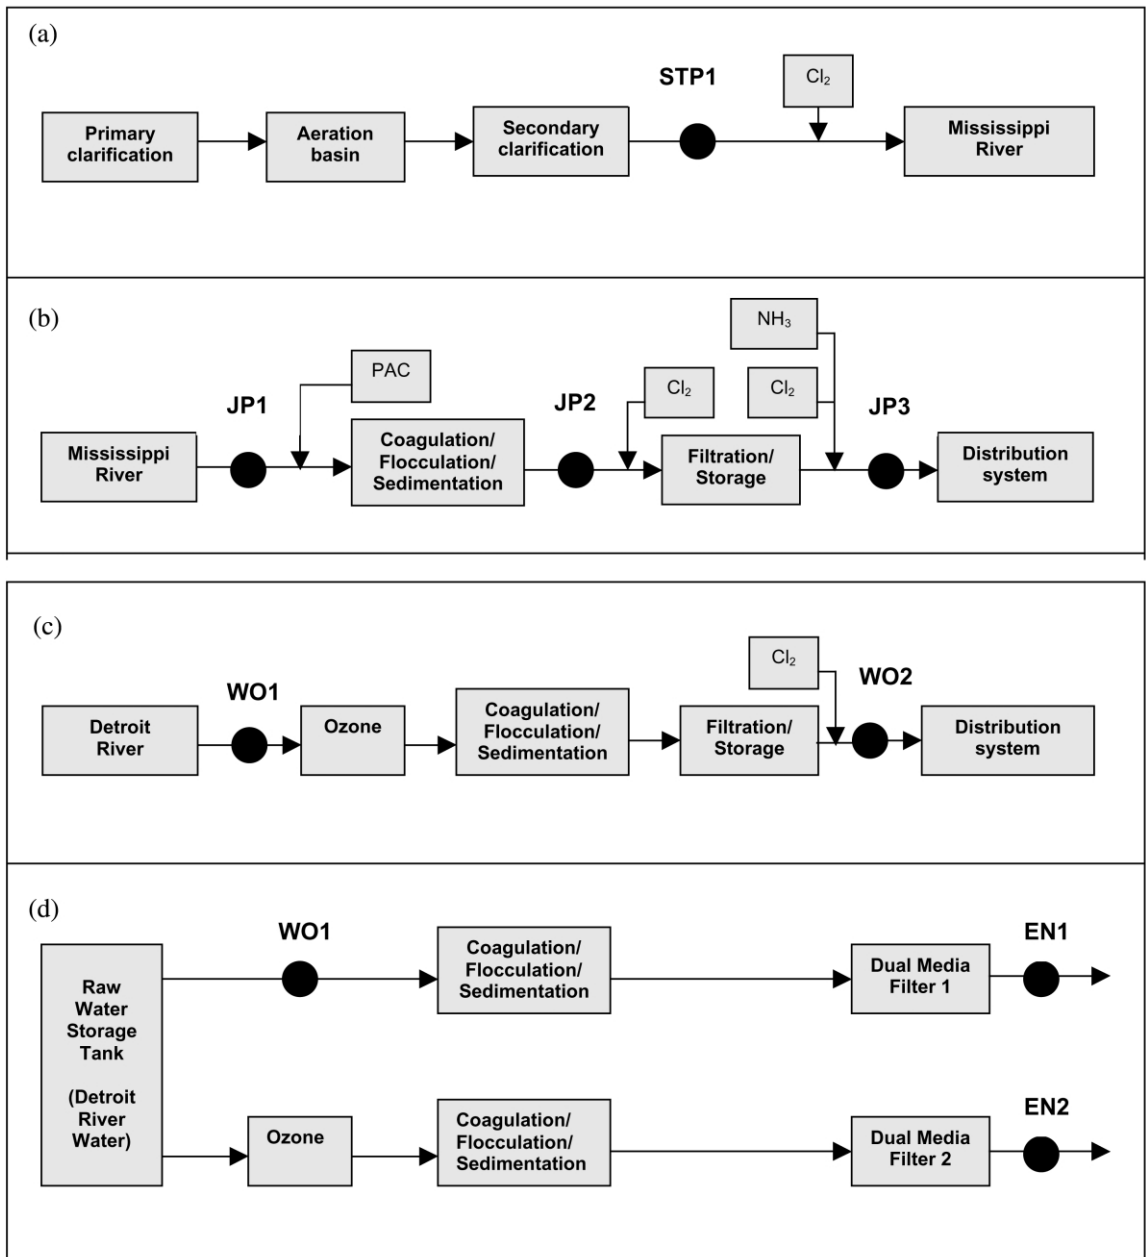 (a)
STP1
Cl₂
Primary
clarification
Aeration
basin
Secondary
clarification
Mississippi
River
(b)
NH₃
PAC
JP1
JP2
Cl₂
Cl₂
JP3
Mississippi
River
Coagulation/
Flocculation/
Sedimentation
Filtration/
Storage
Distribution
system
(c)
Cl₂
WO1
WO2
Detroit
River
Ozone
Coagulation/
Flocculation/
Sedimentation
Filtration/
Storage
Distribution
system
(d)
WO1
EN1
Raw
Water
Storage
Tank
(Detroit
River
Water)
Coagulation/
Flocculation/
Sedimentation
Dual Media
Filter 1
EN2
Ozone
Coagulation/
Flocculation/
Sedimentation
Dual Media
Filter 2